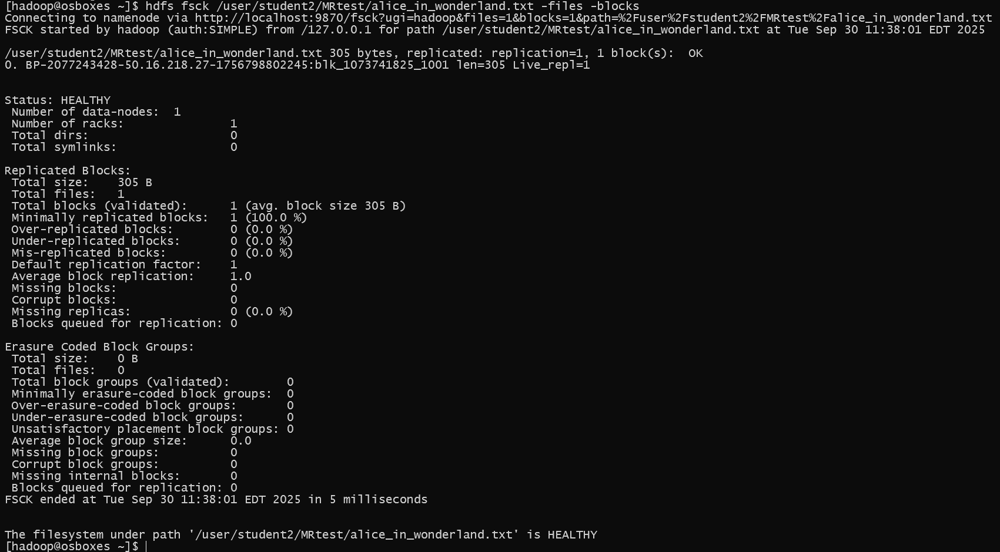 [hadoop@osboxes ~]$ hdfs fsck /user/student2/MRtest/alice_in_wonderland.txt -files -blocks
Connecting to namenode via http://localhost:9870/fsck?ugi=hadoop&files=1&blocks=1&path=%2Fuser%2Fstudent2%2FMRtest%2Falice_in_wonderland.txt
FSCK started by hadoop (auth:SIMPLE) from /127.0.0.1 for path /user/student2/MRtest/alice_in_wonderland.txt at Tue Sep 30 11:38:01 EDT 2025
/user/student2/MRtest/alice_in_wonderland.txt 305 bytes, replicated: replication=1, 1 block(s):  OK
0. BP-2077243428-50.16.218.27-1756798802245:blk_1073741825_1001 len=305 Live_repl=1
Status: HEALTHY
 Number of data-nodes:  1
 Number of racks:               1
 Total dirs:                    0
 Total symlinks:                0
Replicated Blocks:
 Total size:    305 B
 Total files:   1
 Total blocks (validated):      1 (avg. block size 305 B)
 Minimally replicated blocks:   1 (100.0 %)
 Over-replicated blocks:        0 (0.0 %)
 Under-replicated blocks:       0 (0.0 %)
 Mis-replicated blocks:         0 (0.0 %)
 Default replication factor:    1
 Average block replication:     1.0
 Missing blocks:                0
 Corrupt blocks:                0
 Missing replicas:              0 (0.0 %)
 Blocks queued for replication: 0
Erasure Coded Block Groups:
 Total size:    0 B
 Total files:   0
 Total block groups (validated):        0
 Minimally erasure-coded block groups:  0
 Over-erasure-coded block groups:       0
 Under-erasure-coded block groups:      0
 Unsatisfactory placement block groups: 0
 Average block group size:      0.0
 Missing block groups:          0
 Corrupt block groups:          0
 Missing internal blocks:       0
 Blocks queued for replication: 0
FSCK ended at Tue Sep 30 11:38:01 EDT 2025 in 5 milliseconds
The filesystem under path '/user/student2/MRtest/alice_in_wonderland.txt' is HEALTHY
[hadoop@osboxes ~]$